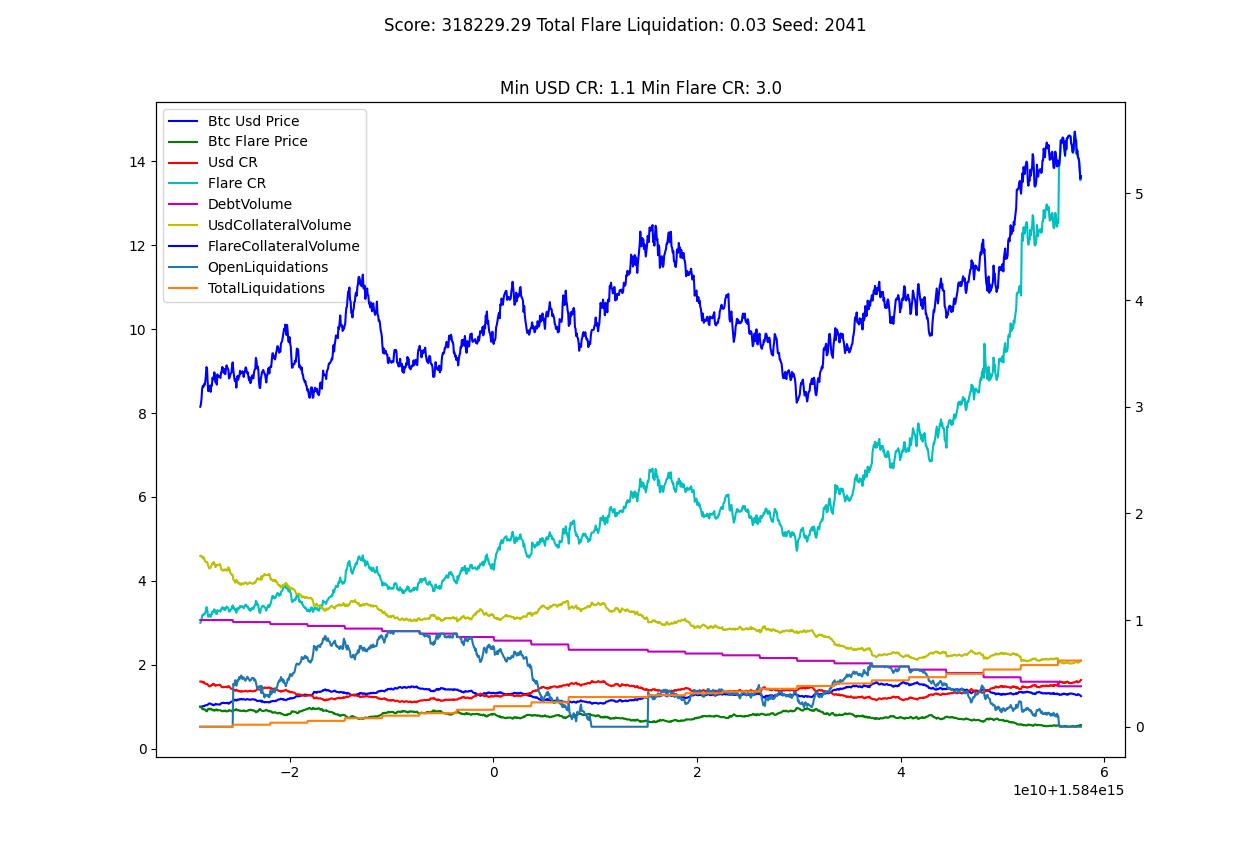 Score: 318229.29 Total Flare Liquidation: 0.03 Seed: 2041
Min USD CR: 1.1 Min Flare CR: 3.0
Btc Usd Price
Btc Flare Price
Usd CR
Flare CR
DebtVolume
UsdCollateralVolume
FlareCollateralVolume
OpenLiquidations
TotalLiquidations
14
12
10
8
6
4
2
0
5
4
3
2
1
0
−2
0
2
4
6
1e10+1.584e15